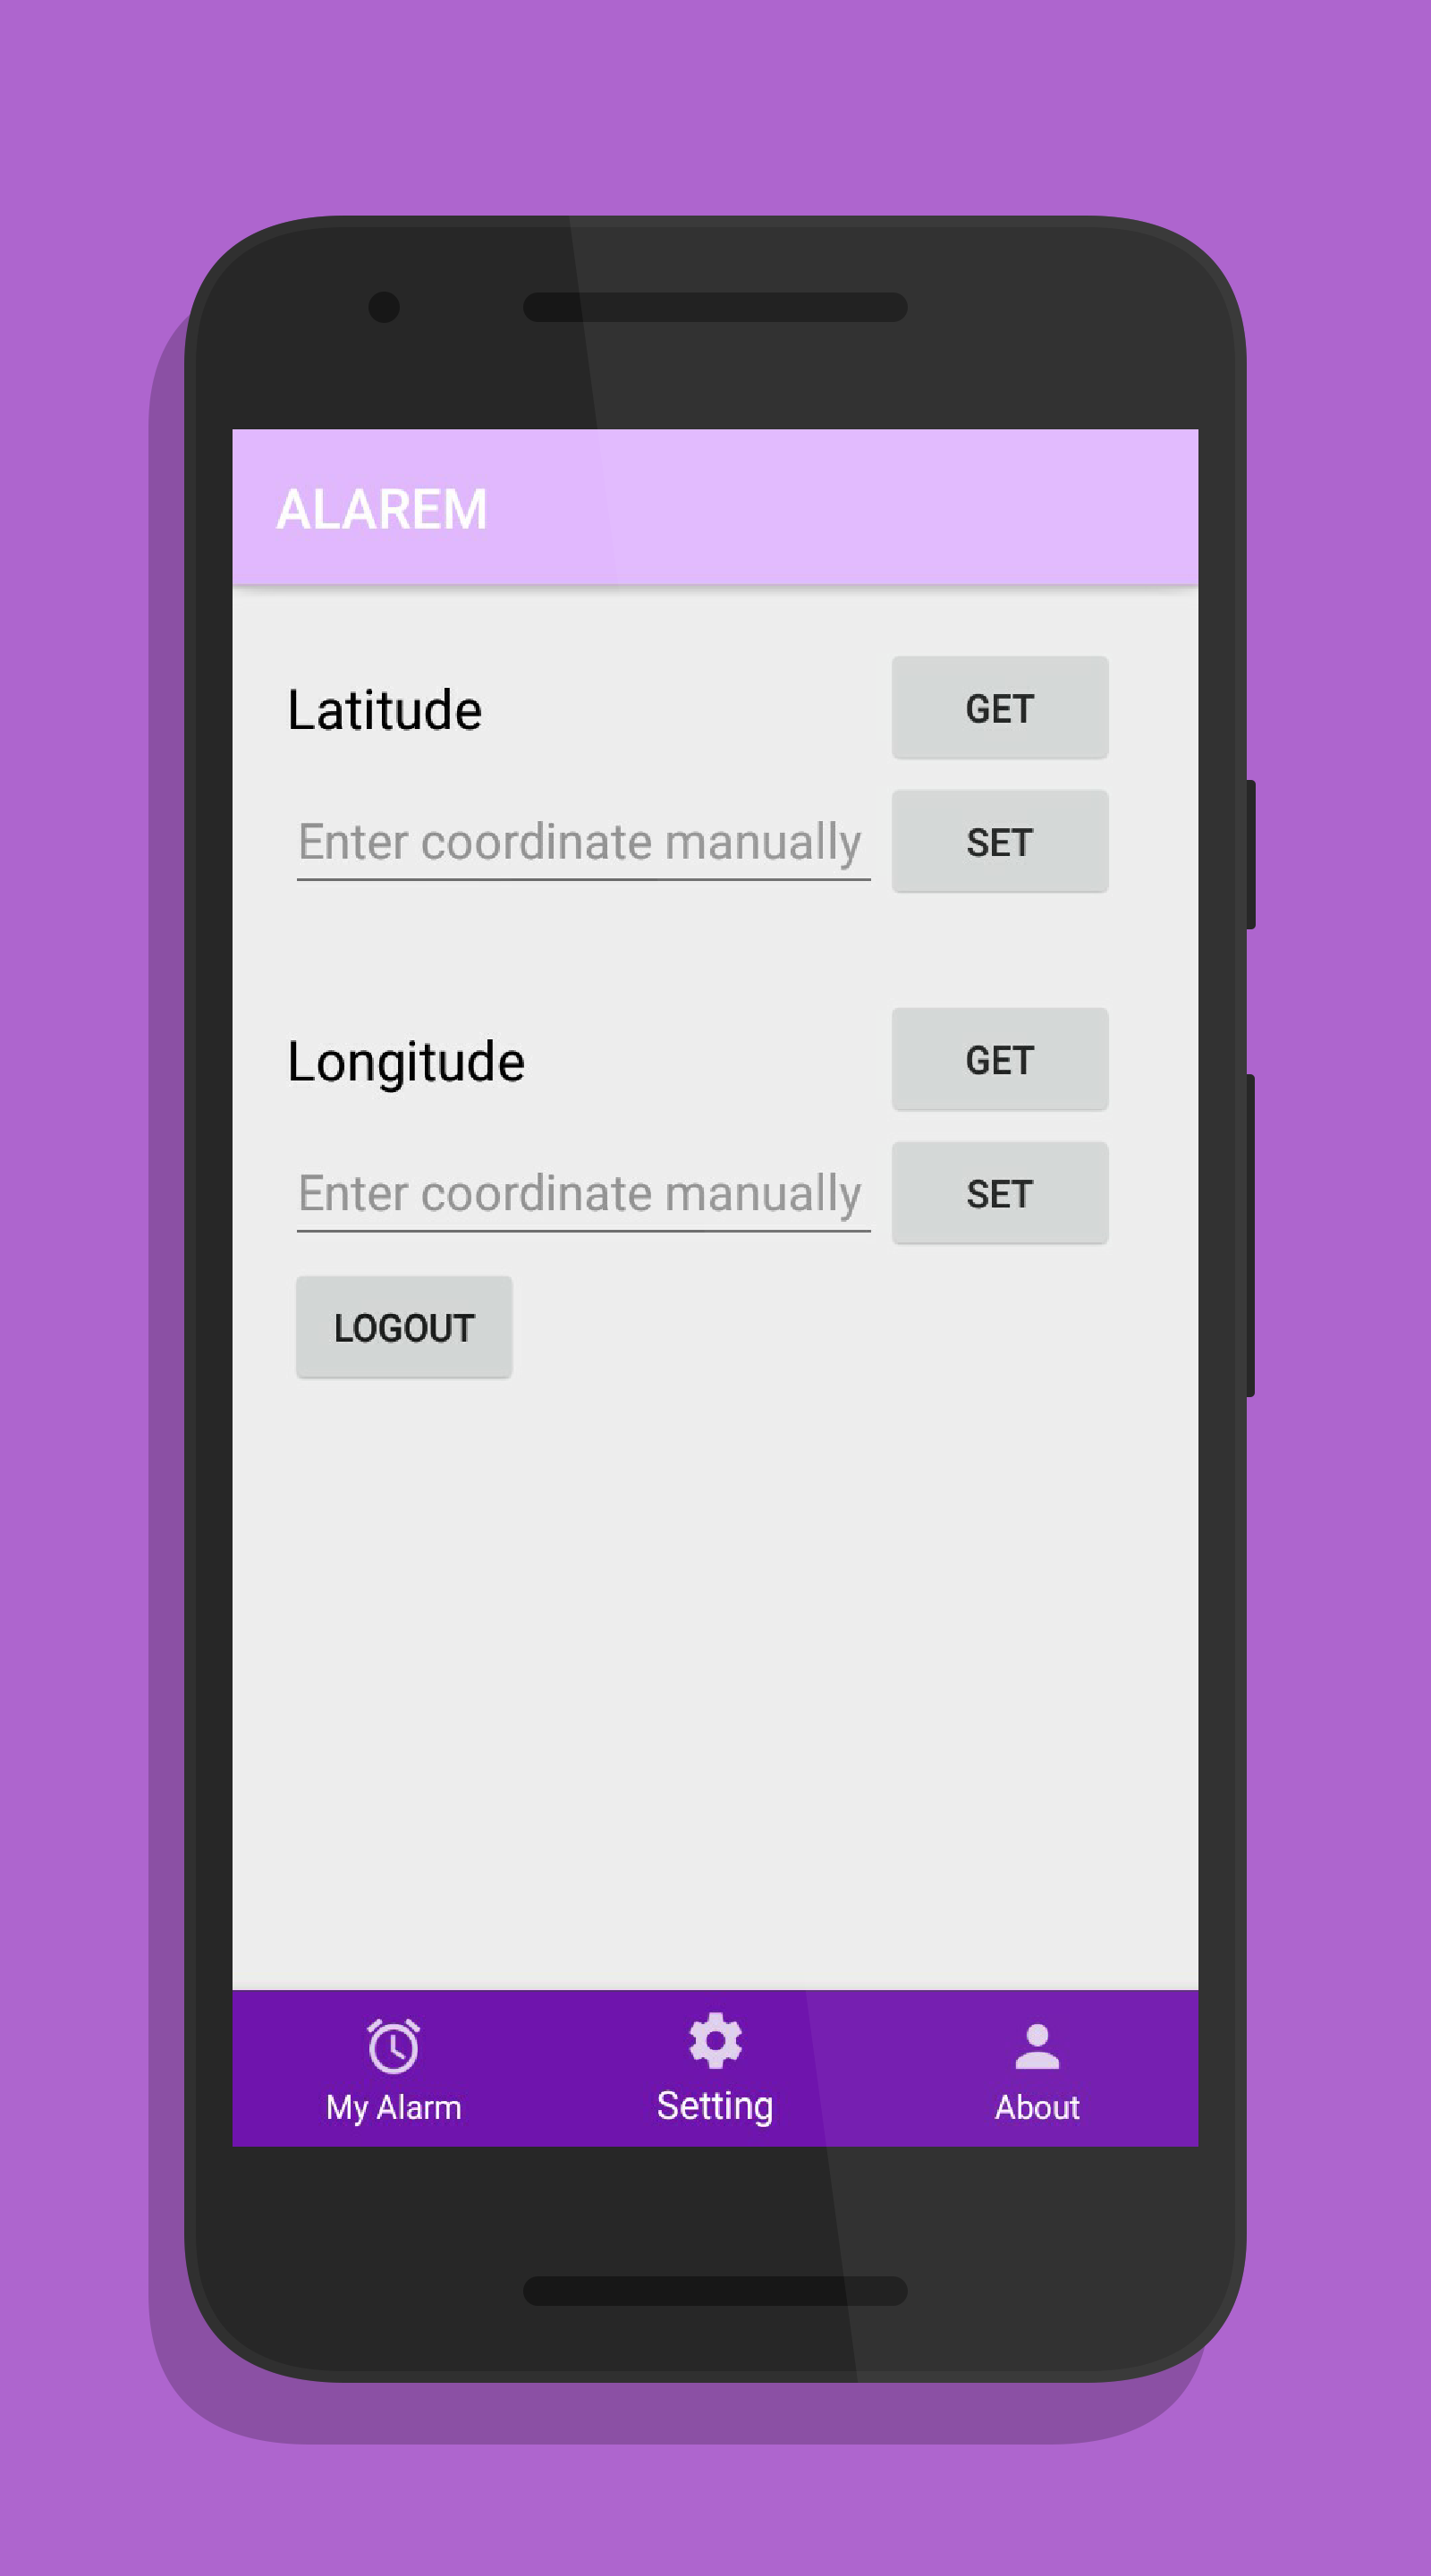 ALAREM
Latitude
GET
Enter coordinate manually
SET
Longitude
GET
Enter coordinate manually
SET
LOGOUT
My Alarm
Setting
About